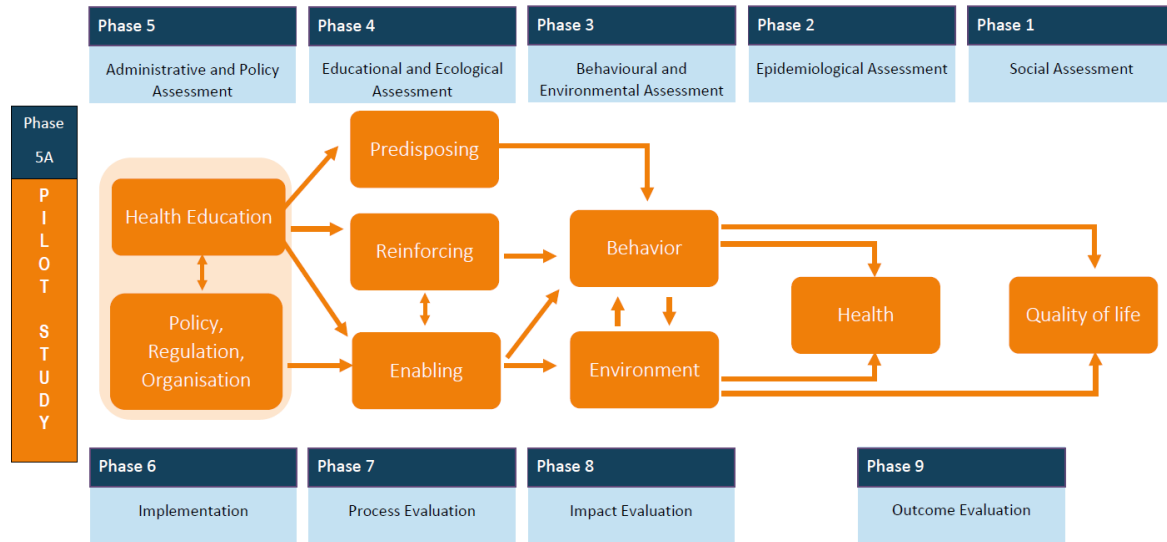 Phase 5
Phase 4
Phase 3
Phase 2
Phase 1
Administrative and Policy
Assessment
Educational and Ecological
Assessment
Behavioural and
Environmental Assessment
Epidemiological Assessment
Social Assessment
Phase
5A
P
I
L
O
T
S
T
U
D
Y
Predisposing
Health Education
Reinforcing
Behavior
Policy,
Regulation,
Organisation
Enabling
Environment
Health
Quality of life
Phase 6
Phase 7
Phase 8
Phase 9
Implementation
Process Evaluation
Impact Evaluation
Outcome Evaluation